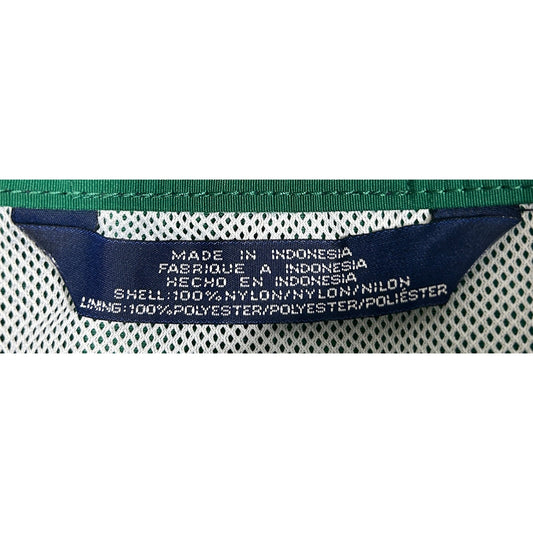 MADE IN INDONESIA
FABRIQUE A INDONESIA
HECHO EN INDONESIA
SHELL:100%NYLON/NYLON/NILON
LINING:100%POLYESTER/POLYESTER/POLIÉSTER